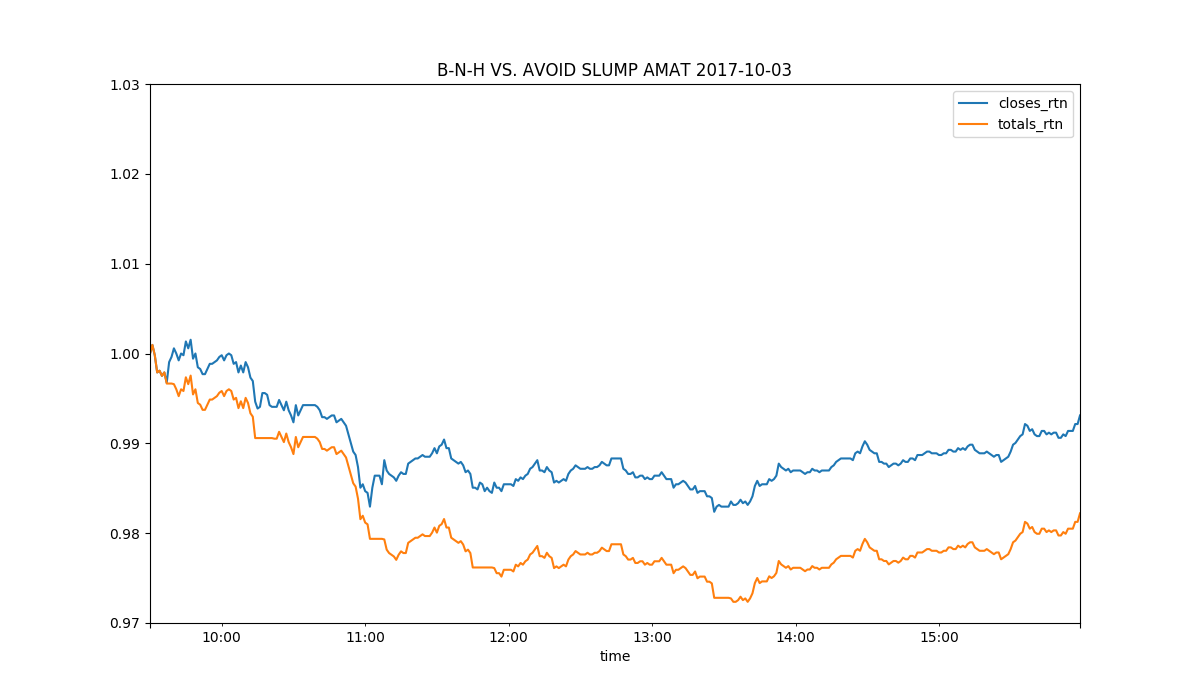 B-N-H VS. AVOID SLUMP AMAT 2017-10-03
closes_rtn
totals_rtn
1.03
1.02
1.01
1.00
0.99
0.98
0.97
10:00 11:00 12:00 13:00 14:00 15:00
time